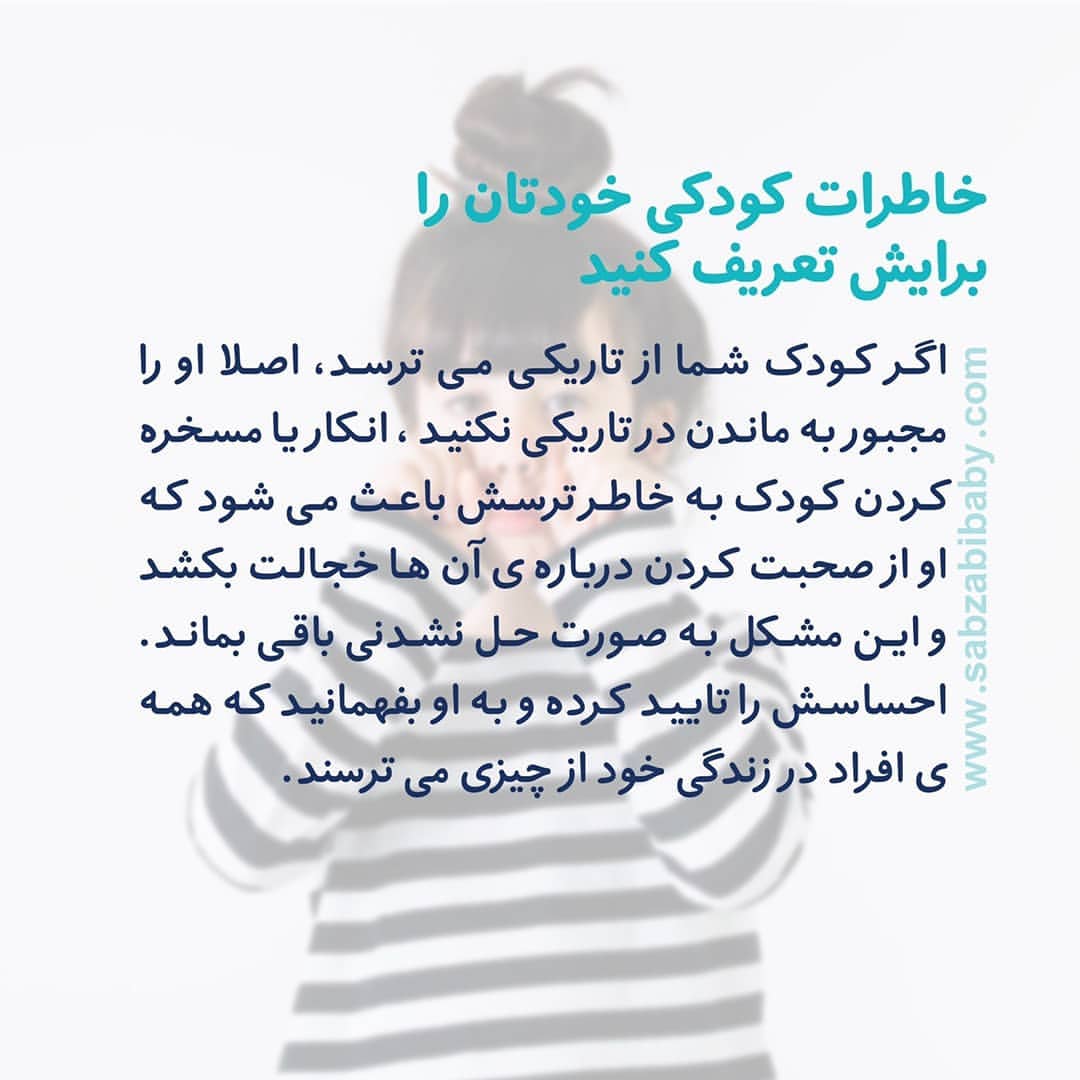 خاطرات کودکی خودتان را
برایش تعریف کنید
اگر کودک شما از تاریکی می ترسد، اصلا او را
مجبور به ماندن در تاریکی نکنید ، انکار یا مسخره
کردن کودک به خاطر ترسش باعث می شود که
او از صحبت کردن درباره ی آن ها خجالت بکشد
و این مشکل به صورت حل نشدنی باقی بماند.
احساسش را تایید کرده و به او بفهمانید که همه
ی افراد در زندگی خود از چیزی می ترسند.
www.sabzabibaby.com